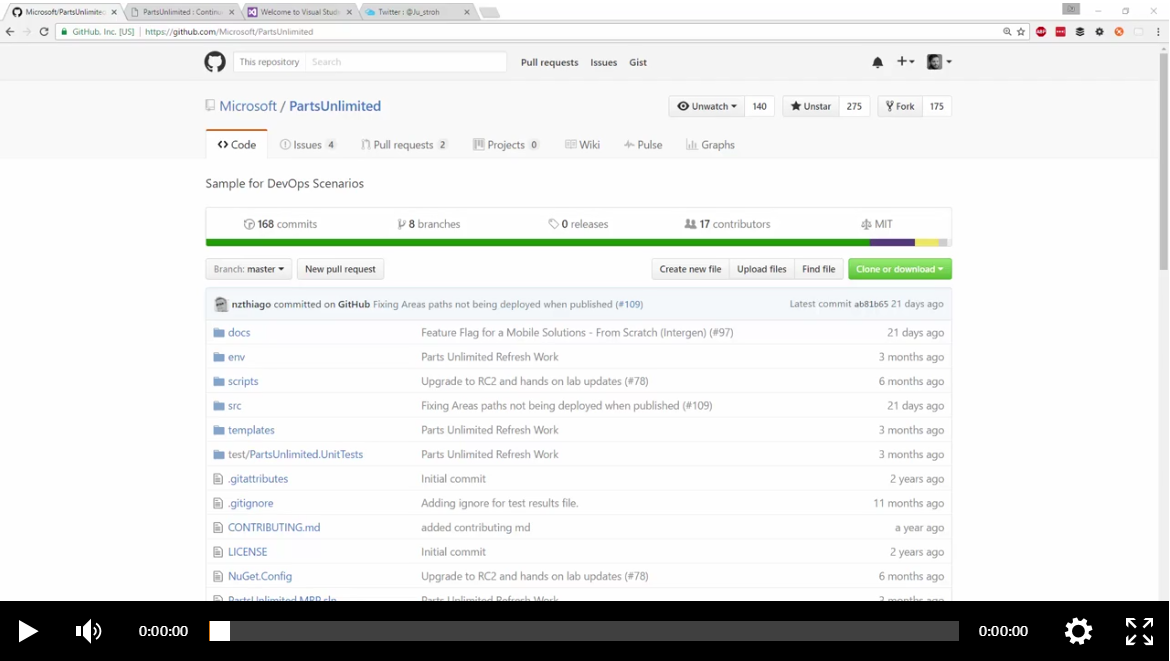 Microsoft/PartsUnlimited: PartsUnlimited : Continu Welcome to Visual Studi Twitter : @Ju_stroh
GitHub, Inc. [US] https://github.com/Microsoft/PartsUnlimited
This repository Search Pull requests Issues Gist
Microsoft / PartsUnlimited Unwatch 140 Unstar 275 Fork 175
Code Issues 4 Pull requests 2 Projects 0 Wiki Pulse Graphs
Sample for DevOps Scenarios
168 commits 8 branches 0 releases 17 contributors MIT
Branch: master New pull request Create new file Upload files Find file Clone or download
nzthiago committed on GitHub Fixing Areas paths not being deployed when published (#109) Latest commit ab81b65 21 days ago
docs Feature Flag for a Mobile Solutions - From Scratch (Intergen) (#97) 21 days ago
env Parts Unlimited Refresh Work 3 months ago
scripts Upgrade to RC2 and hands on lab updates (#78) 6 months ago
src Fixing Areas paths not being deployed when published (#109) 21 days ago
templates Parts Unlimited Refresh Work 3 months ago
test/PartsUnlimited.UnitTests Parts Unlimited Refresh Work 3 months ago
.gitattributes Initial commit 2 years ago
.gitignore Adding ignore for test results file. 11 months ago
CONTRIBUTING.md added contributing md a year ago
LICENSE Initial commit 2 years ago
NuGet.Config Upgrade to RC2 and hands on lab updates (#78) 6 months ago
PartsUnlimited MRP.sln Parts Unlimited Refresh Work 3 months ago
0:00:00 0:00:00